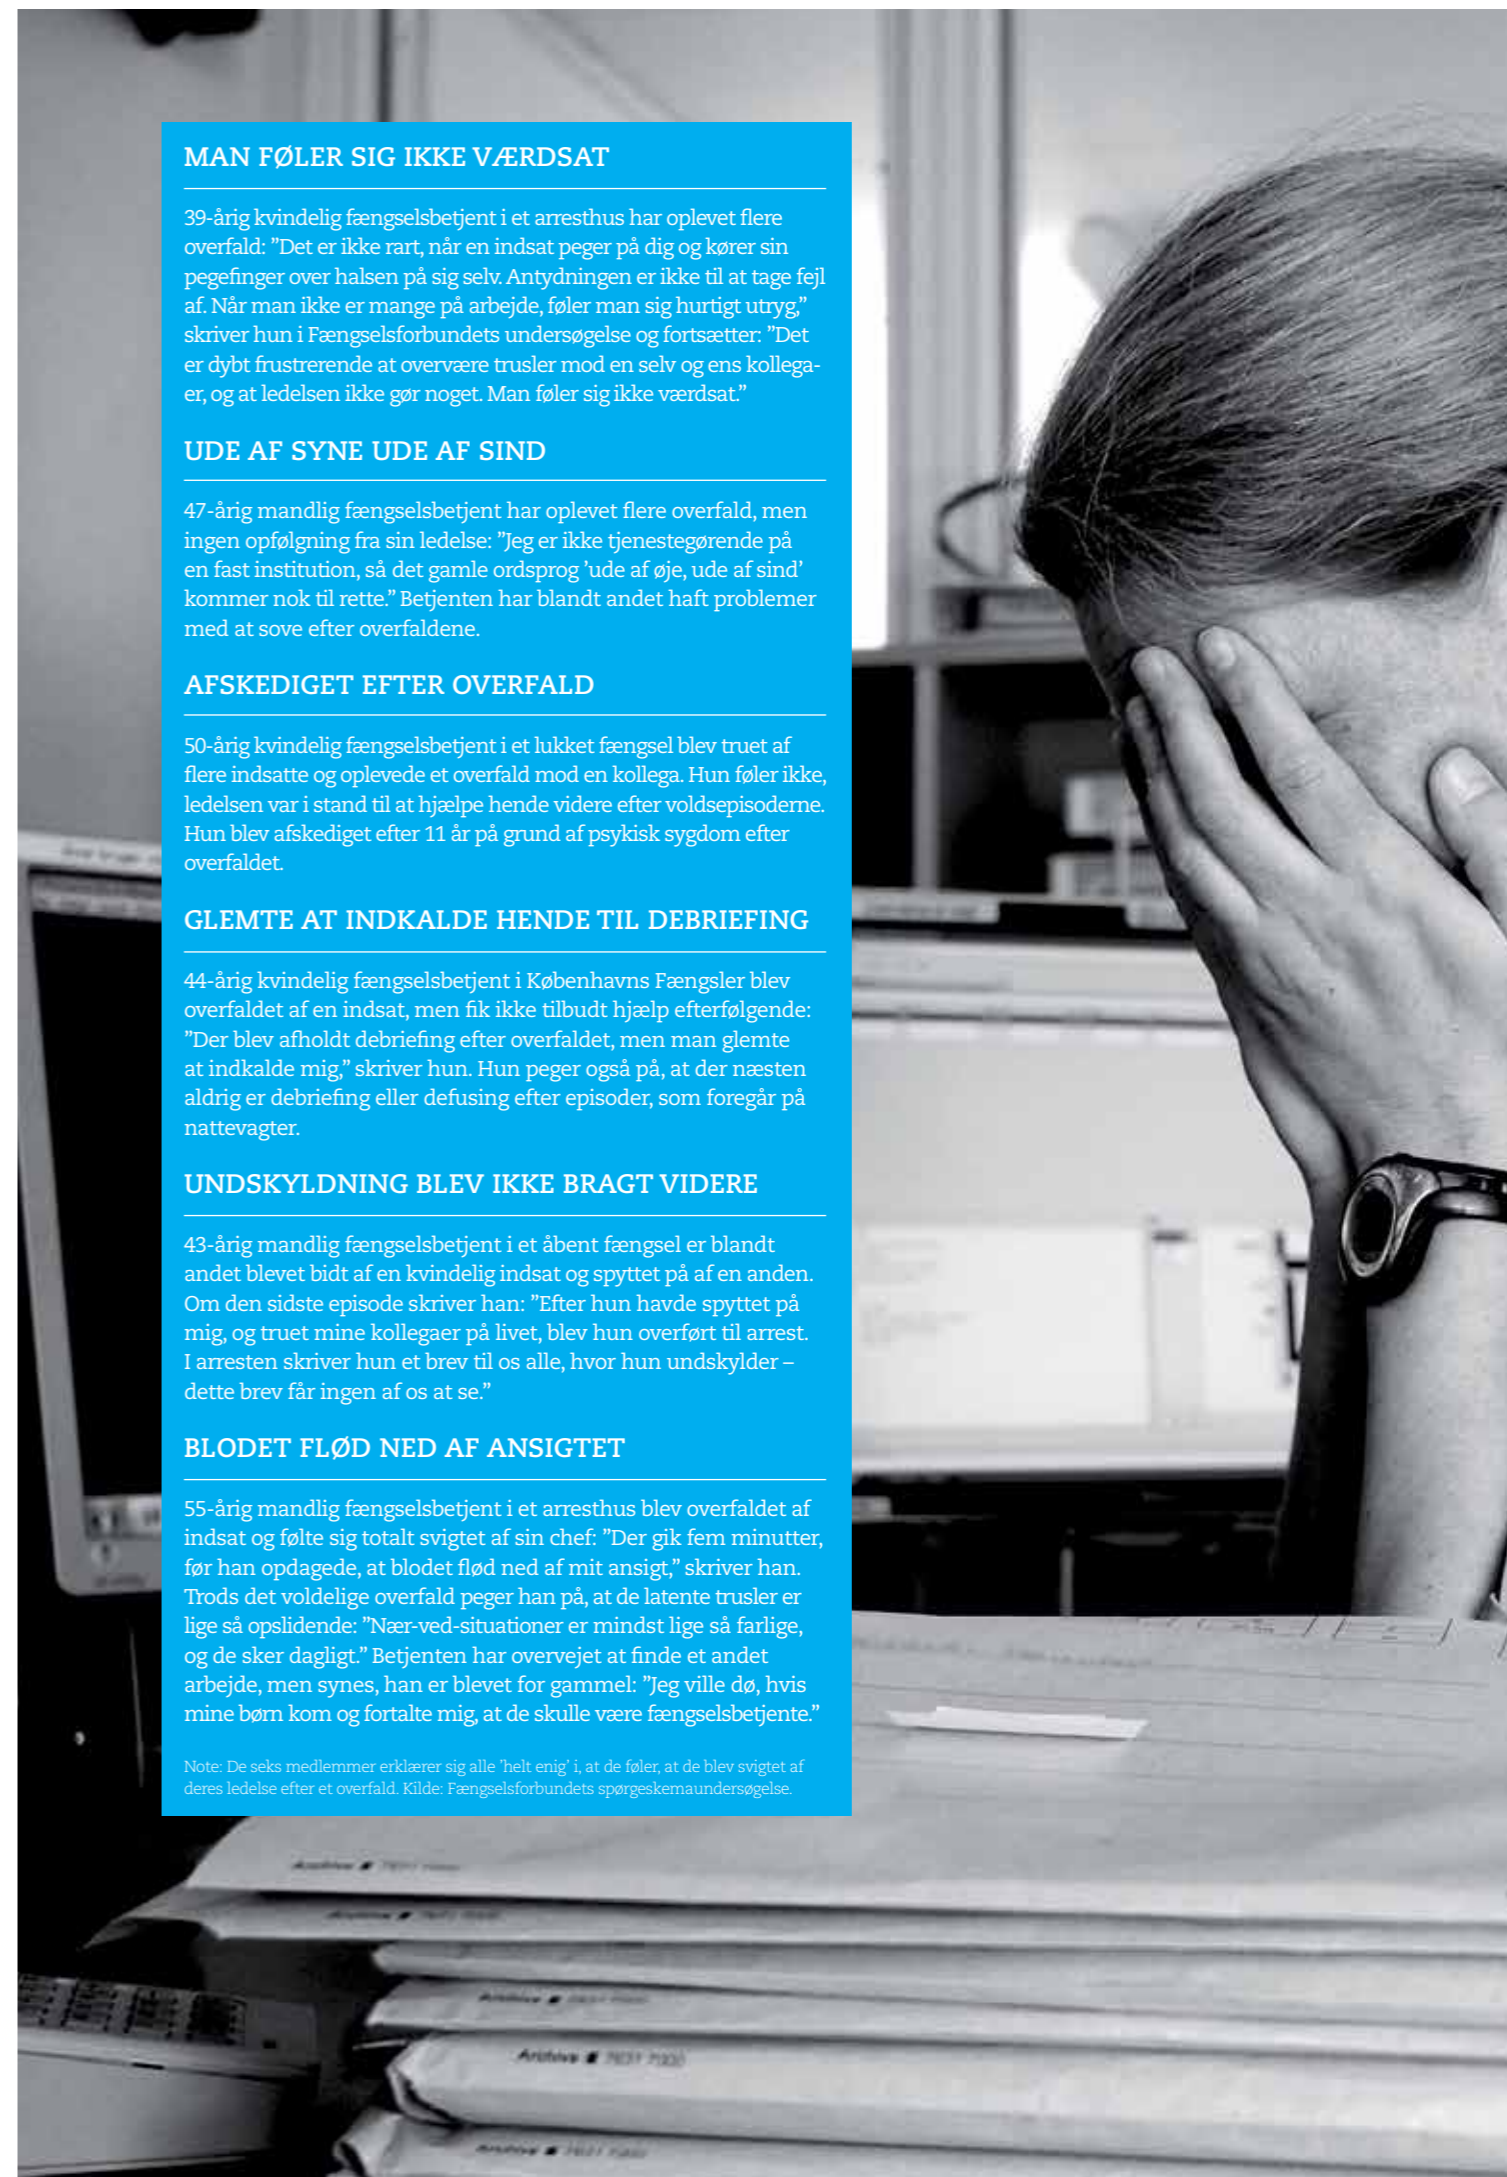 MAN FØLER SIG IKKE VÆRDSAT
39-årig kvindelig fængselsbetjent i et arresthus har oplevet flere
overfald: ”Det er ikke rart, når en indsat peger på dig og kører sin
pegefinger over halsen på sig selv. Antydningen er ikke til at tage fejl
af. Når man ikke er mange på arbejde, føler man sig hurtigt utryg,”
skriver hun i Fængselsforbundets undersøgelse og fortsætter: ”Det
er dybt frustrerende at overvære trusler mod en selv og ens kollega-
er, og at ledelsen ikke gør noget. Man føler sig ikke værdsat.”
UDE AF SYNE UDE AF SIND
47-årig mandlig fængselsbetjent har oplevet flere overfald, men
ingen opfølgning fra sin ledelse: ”Jeg er ikke tjenestegørende på
en fast institution, så det gamle ordsprog ’ude af øje, ude af sind’
kommer nok til rette.” Betjenten har blandt andet haft problemer
med at sove efter overfaldene.
AFSKEDIGET EFTER OVERFALD
50-årig kvindelig fængselsbetjent i et lukket fængsel blev truet af
flere indsatte og oplevede et overfald mod en kollega. Hun føler ikke,
ledelsen var i stand til at hjælpe hende videre efter voldsepisoderne.
Hun blev afskediget efter 11 år på grund af psykisk sygdom efter
overfaldet.
GLEMTE AT INDKALDE HENDE TIL DEBRIEFING
44-årig kvindelig fængselsbetjent i Københavns Fængsler blev
overfaldet af en indsat, men fik ikke tilbudt hjælp efterfølgende:
”Der blev afholdt debriefing efter overfaldet, men man glemte
at indkalde mig,” skriver hun. Hun peger også på, at der næsten
aldrig er debriefing eller defusing efter episoder, som foregår på
nattevagter.
UNDSKYLDNING BLEV IKKE BRAGT VIDERE
43-årig mandlig fængselsbetjent i et åbent fængsel er blandt
andet blevet bidt af en kvindelig indsat og spyttet på af en anden.
Om den sidste episode skriver han: ”Efter hun havde spyttet på
mig, og truet mine kollegaer på livet, blev hun overført til arrest.
I arresten skriver hun et brev til os alle, hvor hun undskylder –
dette brev får ingen af os at se.”
BLODET FLØD NED AF ANSIGTET
55-årig mandlig fængselsbetjent i et arresthus blev overfaldet af
indsat og følte sig totalt svigtet af sin chef: ”Der gik fem minutter,
før han opdagede, at blodet flød ned af mit ansigt,” skriver han.
Trods det voldelige overfald peger han på, at de latente trusler er
lige så opslidende: ”Nær-ved-situationer er mindst lige så farlige,
og de sker dagligt.” Betjenten har overvejet at finde et andet
arbejde, men synes, han er blevet for gammel: ”Jeg ville dø, hvis
mine børn kom og fortalte mig, at de skulle være fængselsbetjente.”
Note: De seks medlemmer erklærer sig alle ’helt enig’ i, at de føler, at de blev svigtet af
deres ledelse efter et overfald. Kilde: Fængselsforbundets spørgeskemaundersøgelse.
Archive
Archive
Archive
Archive
Archive